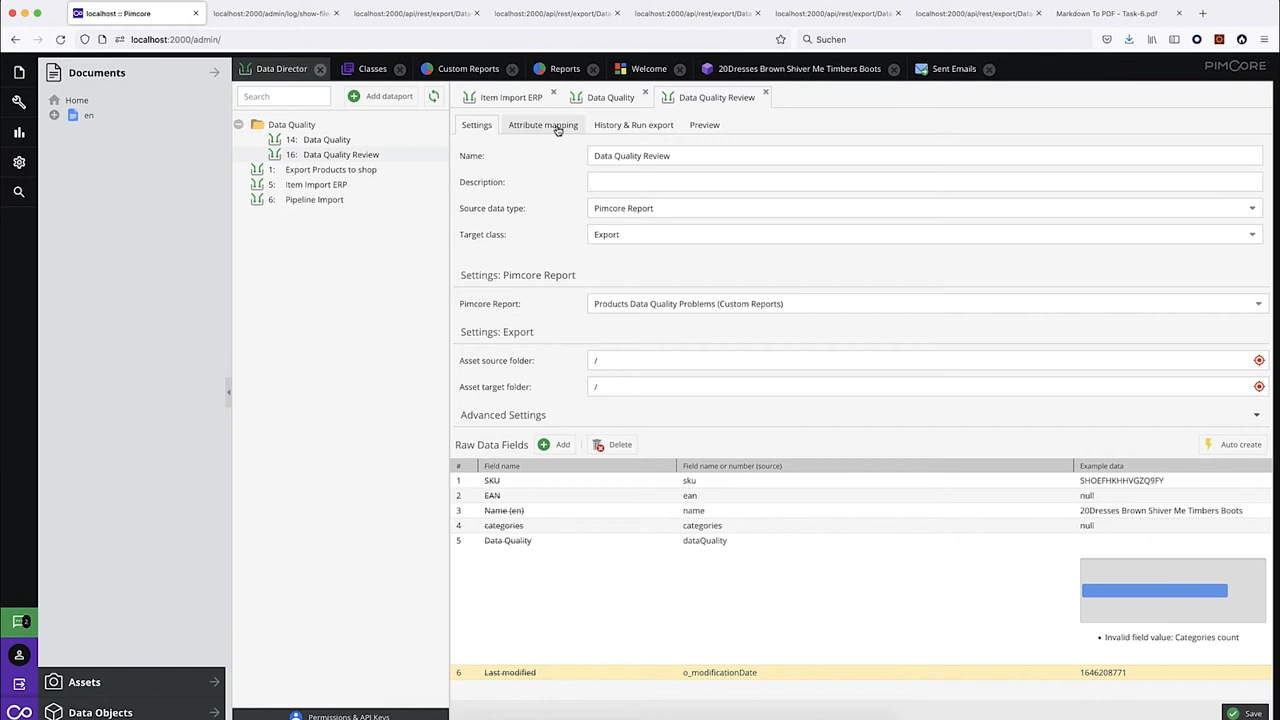 localhost :: Pimcore
localhost:2000/admin/log/show-file
localhost:2000/api/rest/export/Data
localhost:2000/api/rest/export/Dat
localhost:2000/api/rest/export/Dat
localhost:2000/api/rest/export/Data
Markdown To PDF - Task-6.pdf
localhost:2000/admin/
Suchen
Documents
Home
en
Assets
Data Objects
2
Data Director
Classes
Custom Reports
Reports
Welcome
20Dresses Brown Shiver Me Timbers Boots
Sent Emails
PIMCORE
Search
Add dataport
Data Quality
14: Data Quality
16: Data Quality Review
1: Export Products to shop
5: Item Import ERP
6: Pipeline Import
Permissions & API Keys
Item Import ERP
Data Quality
Data Quality Review
Settings
Attribute mapping
History & Run export
Preview
Name: Data Quality Review
Description:
Source data type: Pimcore Report
Target class: Export
Settings: Pimcore Report
Pimcore Report: Products Data Quality Problems (Custom Reports)
Settings: Export
Asset source folder: /
Asset target folder: /
Advanced Settings
Raw Data Fields Add Delete Auto create
# Field name Field name or number (source) Example data
1 SKU sku SHOEFHKHHVGZQ9FY
2 EAN ean null
3 Name (en) name 20Dresses Brown Shiver Me Timbers Boots
4 categories categories null
5 Data Quality dataQuality
• Invalid field value: Categories count
6 Last modified o_modificationDate 1646208771
Save